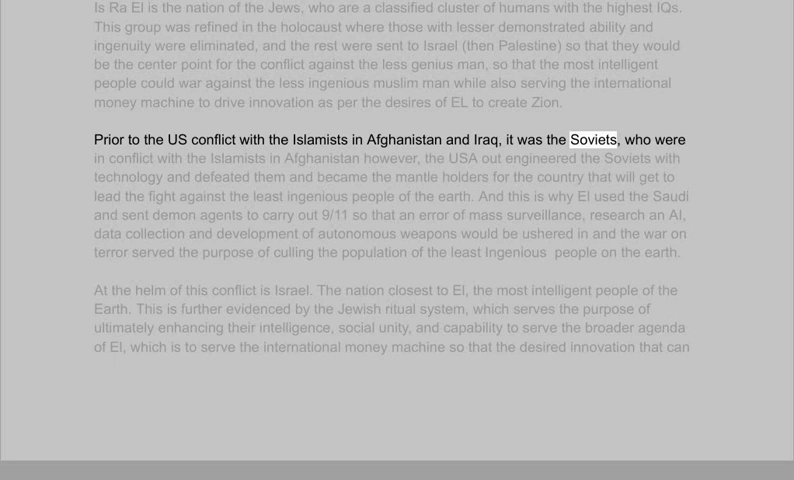 Is Ra El is the nation of the Jews, who are a classified cluster of humans with the highest IQs.
This group was refined in the holocaust where those with lesser demonstrated ability and
ingenuity were eliminated, and the rest were sent to Israel (then Palestine) so that they would
be the center point for the conflict against the less genius man, so that the most intelligent
people could war against the less ingenious muslim man while also serving the international
money machine to drive innovation as per the desires of EL to create Zion.
Prior to the US conflict with the Islamists in Afghanistan and Iraq, it was the Soviets, who were
in conflict with the Islamists in Afghanistan however, the USA out engineered the Soviets with
technology and defeated them and became the mantle holders for the country that will get to
lead the fight against the least ingenious people of the earth. And this is why El used the Saudi
and sent demon agents to carry out 9/11 so that an error of mass surveillance, research an AI,
data collection and development of autonomous weapons would be ushered in and the war on
terror served the purpose of culling the population of the least Ingenious people on the earth.
At the helm of this conflict is Israel. The nation closest to El, the most intelligent people of the
Earth. This is further evidenced by the Jewish ritual system, which serves the purpose of
ultimately enhancing their intelligence, social unity, and capability to serve the broader agenda
of El, which is to serve the international money machine so that the desired innovation that can